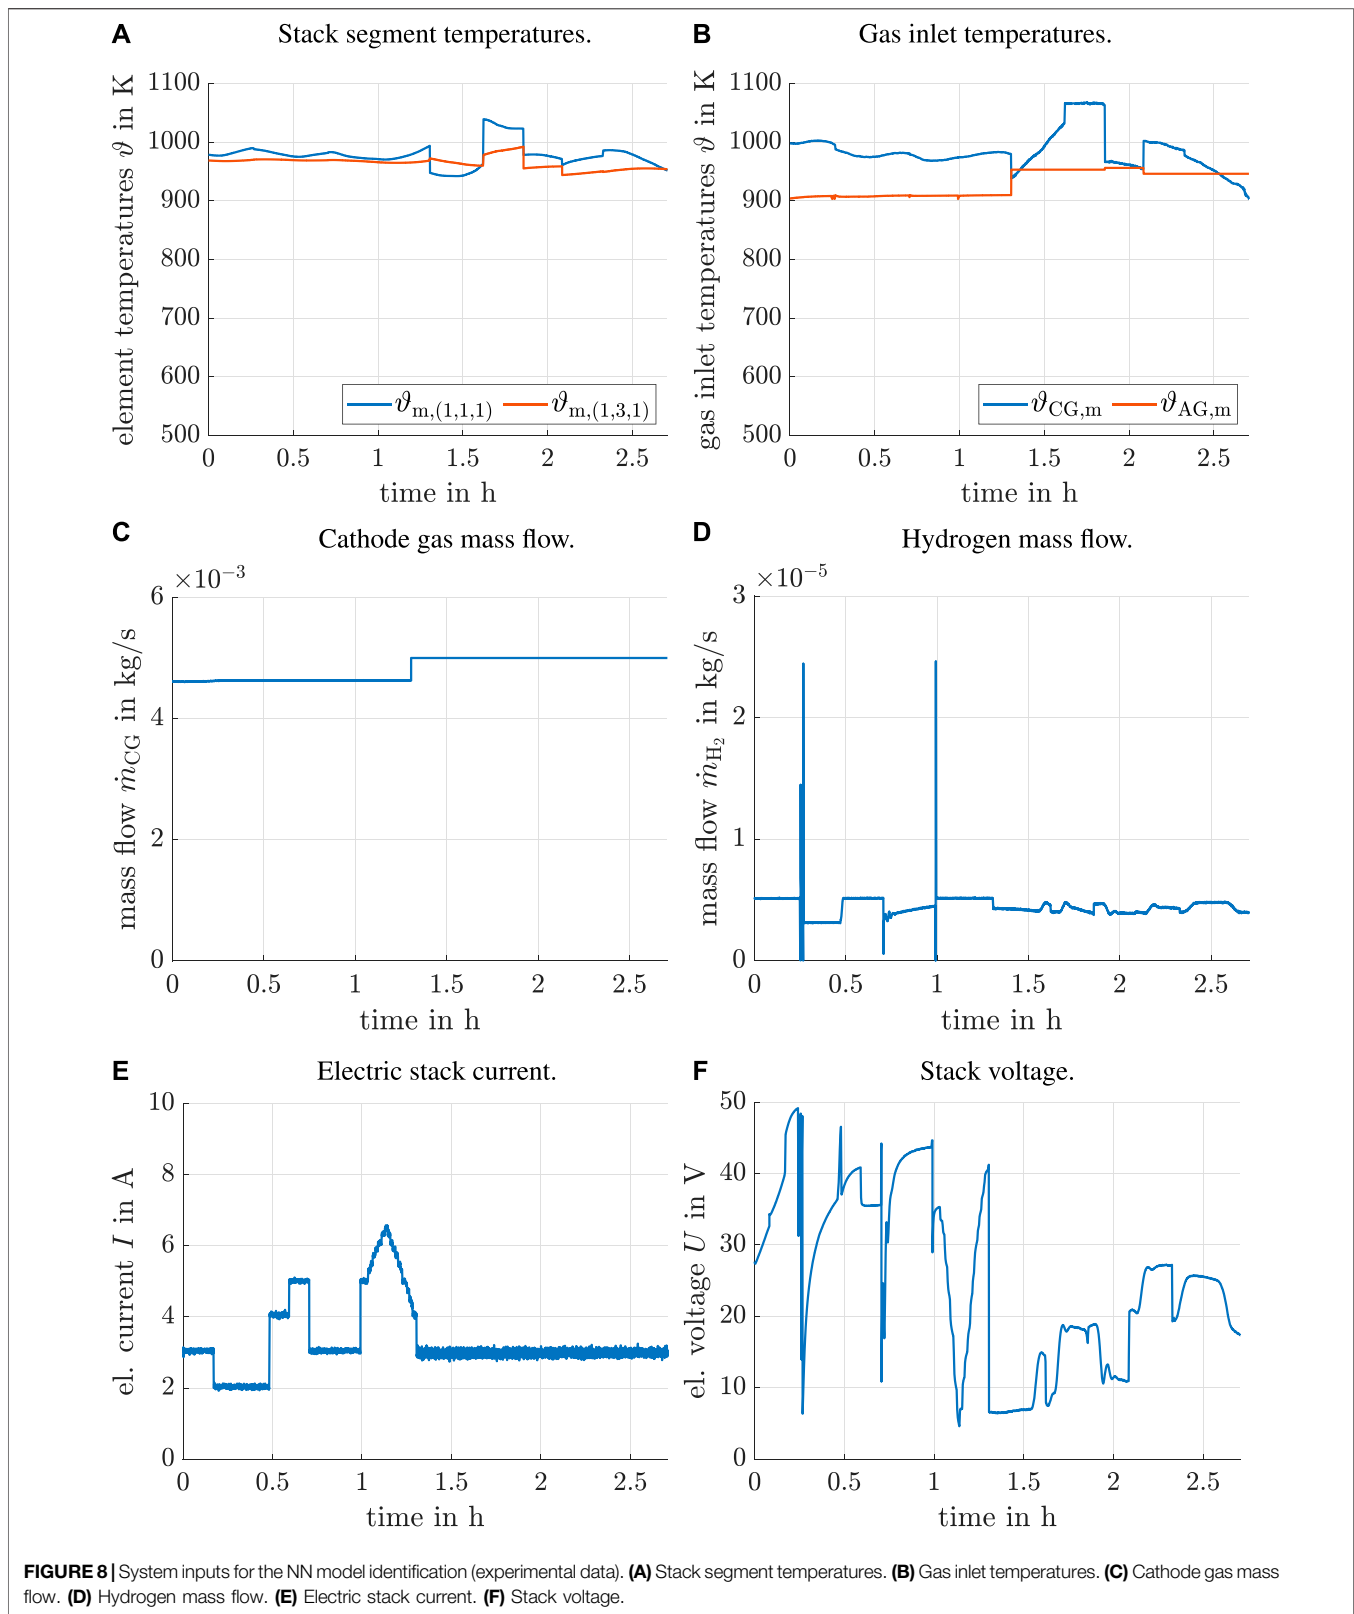 A Stack segment temperatures.
1100
1000
900
800
700
600
500
element temperatures ϑ in K
ϑm,(1,1,1) ϑm,(1,3,1)
0 0.5 1 1.5 2 2.5
time in h
B Gas inlet temperatures.
1100
1000
900
800
700
600
500
gas inlet temperatures ϑ in K
ϑCG,m ϑAG,m
0 1 2
0.5 1.5 2.5
time in h
C Cathode gas mass flow.
×10−3
6
4
2
0
mass flow ṁCG in kg/s
0 0.5 1 1.5 2 2.5
time in h
D Hydrogen mass flow.
×10−5
3
2
1
0
mass flow ṁH2 in kg/s
0 0.5 1 1.5 2 2.5
time in h
E Electric stack current.
10
8
6
4
2
0
el. current I in A
0 0.5 1 1.5 2 2.5
time in h
F Stack voltage.
50
40
30
20
10
0
el. voltage U in V
0 0.5 1 1.5 2 2.5
time in h
FIGURE 8 | System inputs for the NN model identification (experimental data). (A) Stack segment temperatures. (B) Gas inlet temperatures. (C) Cathode gas mass
flow. (D) Hydrogen mass flow. (E) Electric stack current. (F) Stack voltage.